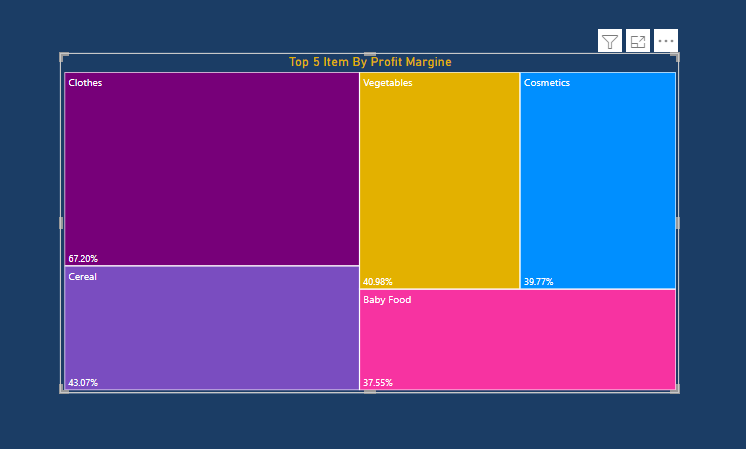 Top 5 Item By Profit Margine
Clothes
67.20%
Cereal
43.07%
Vegetables
40.98%
Cosmetics
39.77%
Baby Food
37.55%